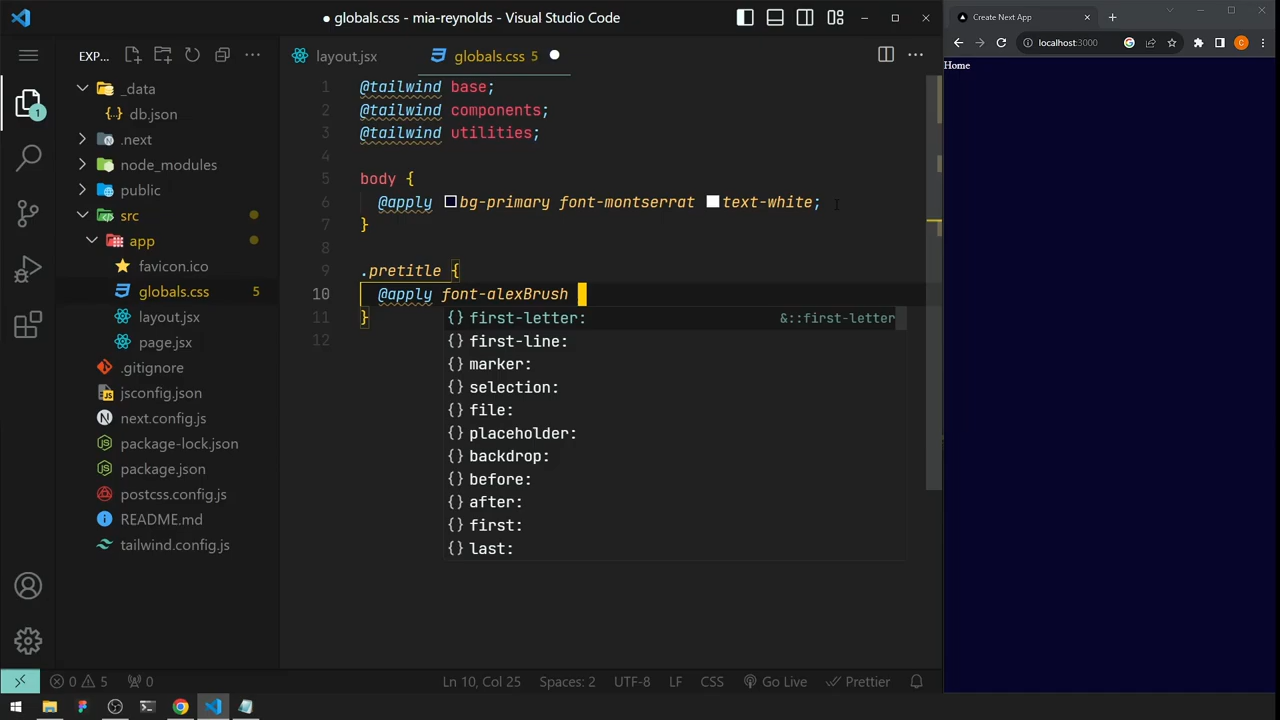 globals.css - mia-reynolds - Visual Studio Code
Create Next App
EXP...
layout.jsx
globals.css 5
localhost:3000
C
Home
_data
db.json
.next
node_modules
public
src
app
favicon.ico
globals.css 5
layout.jsx
page.jsx
.gitignore
jsconfig.json
next.config.js
package-lock.json
package.json
postcss.config.js
README.md
tailwind.config.js
1
1 @tailwind base;
2 @tailwind components;
3 @tailwind utilities;
4
5 body {
6 @apply bg-primary font-montserrat text-white;
7 }
8
9 .pretitle {
10 @apply font-alexBrush
11 }
12
{} first-letter: &::first-letter
{} first-line:
{} marker:
{} selection:
{} file:
{} placeholder:
{} backdrop:
{} before:
{} after:
{} first:
{} last:
0 5 0
Ln 10, Col 25 Spaces: 2 UTF-8 LF CSS Go Live Prettier